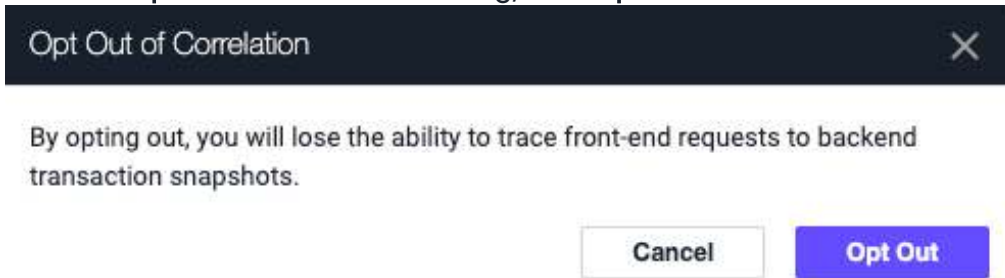 Opt Out of Correlation
By opting out, you will lose the ability to trace front-end requests to backend
transaction snapshots.
Cancel
Opt Out